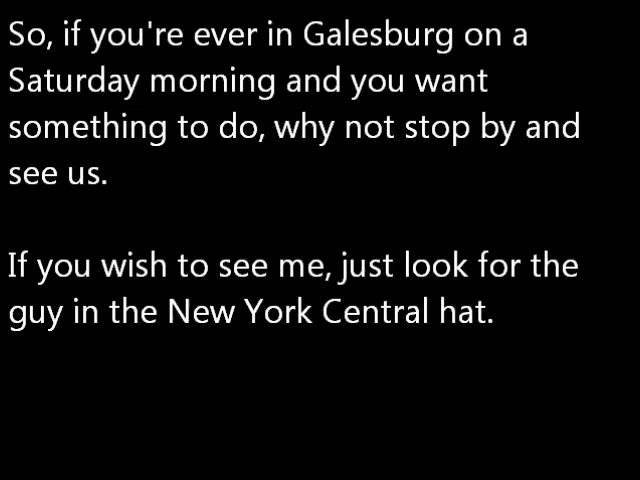 So, if you're ever in Galesburg on a
Saturday morning and you want
something to do, why not stop by and
see us.
If you wish to see me, just look for the
guy in the New York Central hat.